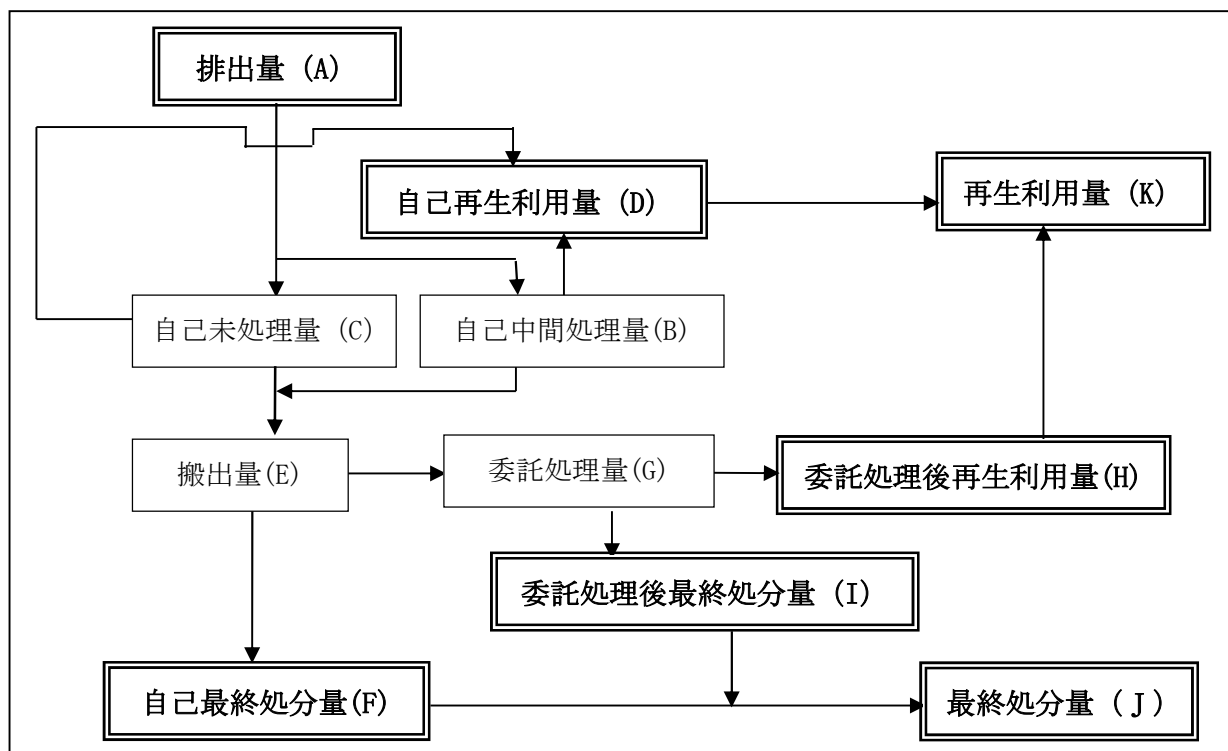 排出量 (A)
自己再生利用量 (D)
再生利用量 (K)
自己未処理量 (C)
自己中間処理量(B)
搬出量(E)
委託処理量(G)
委託処理後再生利用量(H)
委託処理後最終処分量 (I)
自己最終処分量(F)
最終処分量 (J)